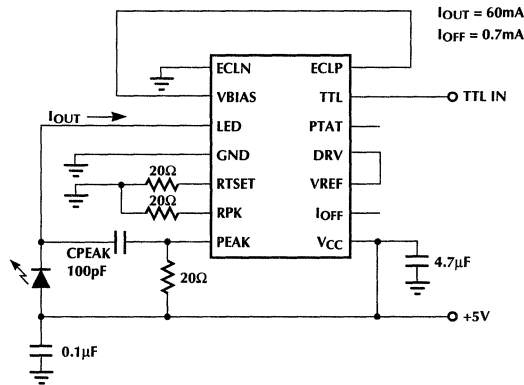 IOUT = 60mA
IOFF = 0.7mA
ECLN
ECLP
VBIAS
TTL
TTL IN
IOUT
LED
PTAT
GND
DRV
20Ω
RTSET
VREF
20Ω
RPK
IOFF
CPEAK
100pF
PEAK
VCC
20Ω
4.7µF
+5V
0.1µF